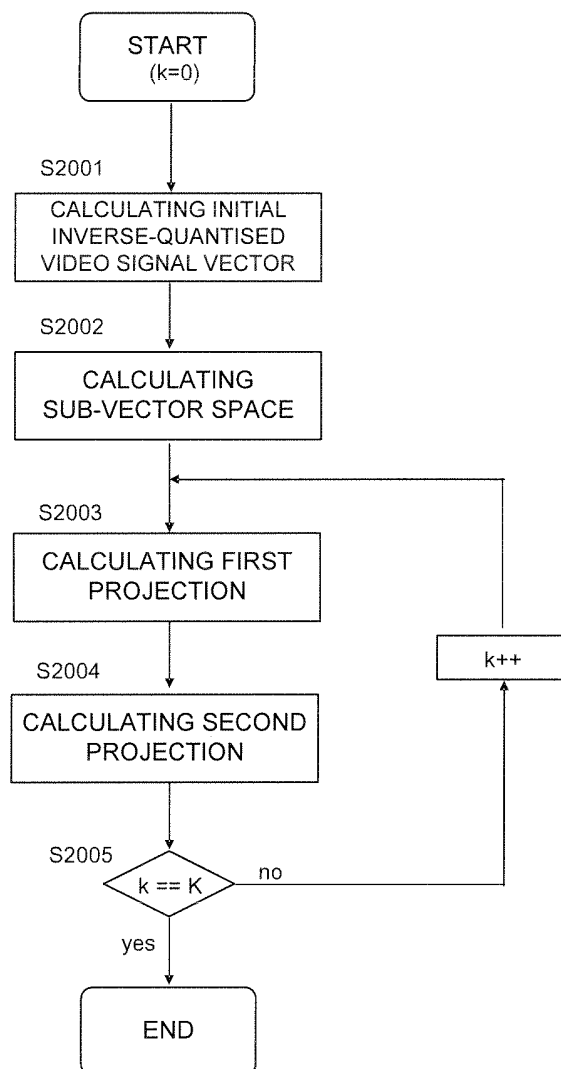 START
(k=0)
S2001
CALCULATING INITIAL
INVERSE-QUANTISED
VIDEO SIGNAL VECTOR
S2002
CALCULATING
SUB-VECTOR SPACE
S2003
CALCULATING FIRST
PROJECTION
S2004
k++
CALCULATING SECOND
PROJECTION
S2005
k == K
no
yes
END